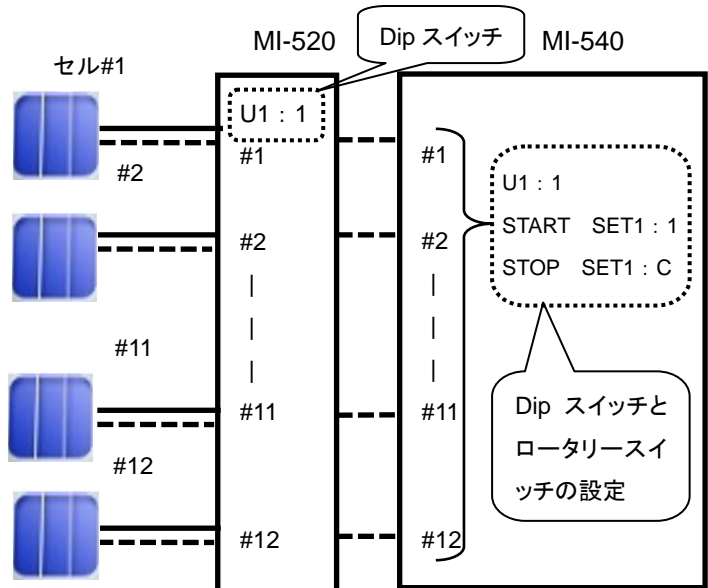 MI-520
Dip スイッチ
MI-540
セル#1
U1：1
#1
#2
#2
|
|
|
#11
#11
#12
#12
#1
#2
|
|
|
#11
#12
U1：1
START SET1：1
STOP SET1：C
Dip スイッチと
ロータリースイ
ッチの設定